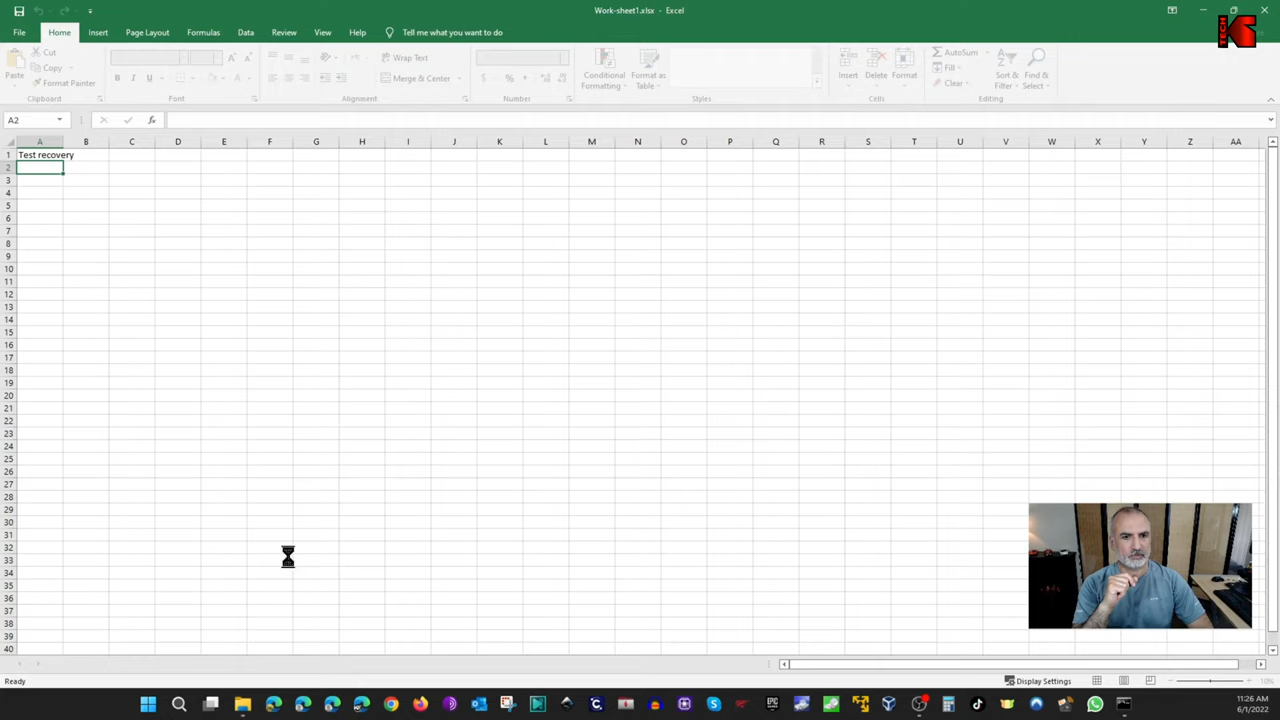 Work-sheet1.xlsx - Excel
TECH K
File Home Insert Page Layout Formulas Data Review View Help Tell me what you want to do
Cut
Copy
Format Painter
Paste
Clipboard
B I U
A A
Font
Wrap Text
Merge & Center
Alignment
Number
Conditional Formatting
Format as Table
Styles
Insert Delete Format
Cells
AutoSum
Fill
Clear
Sort & Filter
Find & Select
Editing
A2 fx
A B C D E F G H I J K L M N O P Q R S T U V W X Y Z AA
1 Test recovery
2
3
4
5
6
7
8
9
10
11
12
13
14
15
16
17
18
19
20
21
22
23
24
25
26
27
28
29
30
31
32
33
34
35
36
37
38
39
40
Ready Display Settings 10%
11:26 AM
6/1/2022